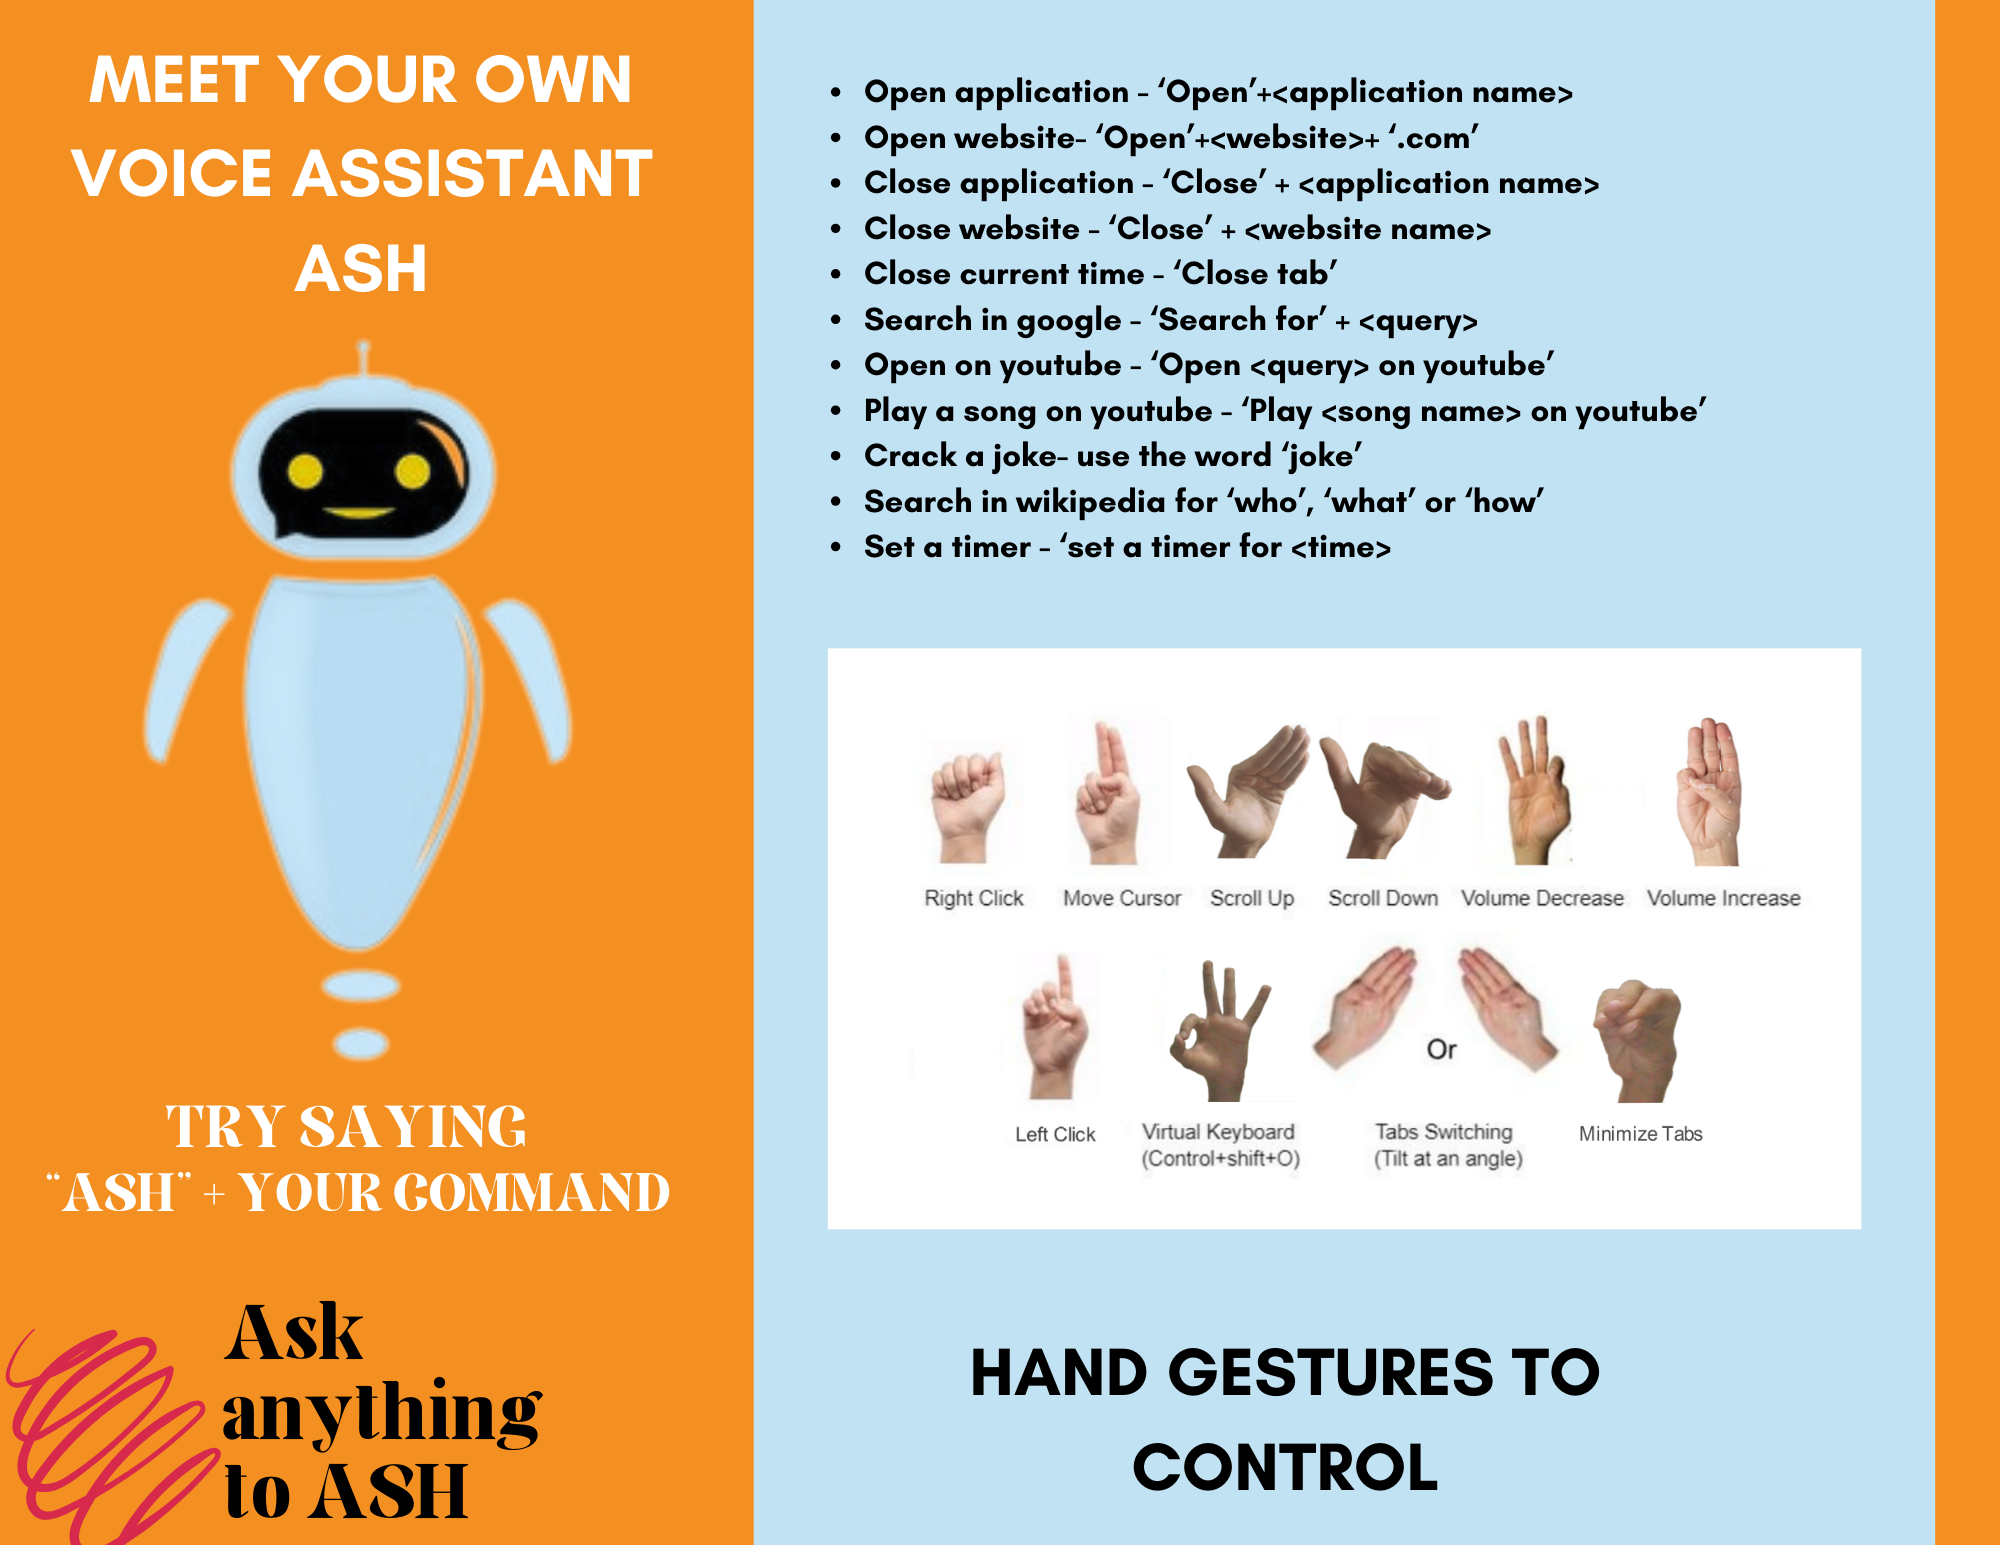 MEET YOUR OWN
VOICE ASSISTANT
ASH
TRY SAYING
“ASH” + YOUR COMMAND
Ask
anything
to ASH
• Open application - ‘Open’+<application name>
• Open website- ‘Open’+<website>+ ‘.com’
• Close application - ‘Close’ + <application name>
• Close website - ‘Close’ + <website name>
• Close current time - ‘Close tab’
• Search in google - ‘Search for’ + <query>
• Open on youtube - ‘Open <query> on youtube’
• Play a song on youtube - ‘Play <song name> on youtube’
• Crack a joke- use the word ‘joke’
• Search in wikipedia for ‘who’, ‘what’ or ‘how’
• Set a timer - ‘set a timer for <time>
Right Click Move Cursor Scroll Up Scroll Down Volume Decrease Volume Increase
Or
Left Click Virtual Keyboard Tabs Switching Minimize Tabs
(Control+shift+O) (Tilt at an angle)
HAND GESTURES TO
CONTROL